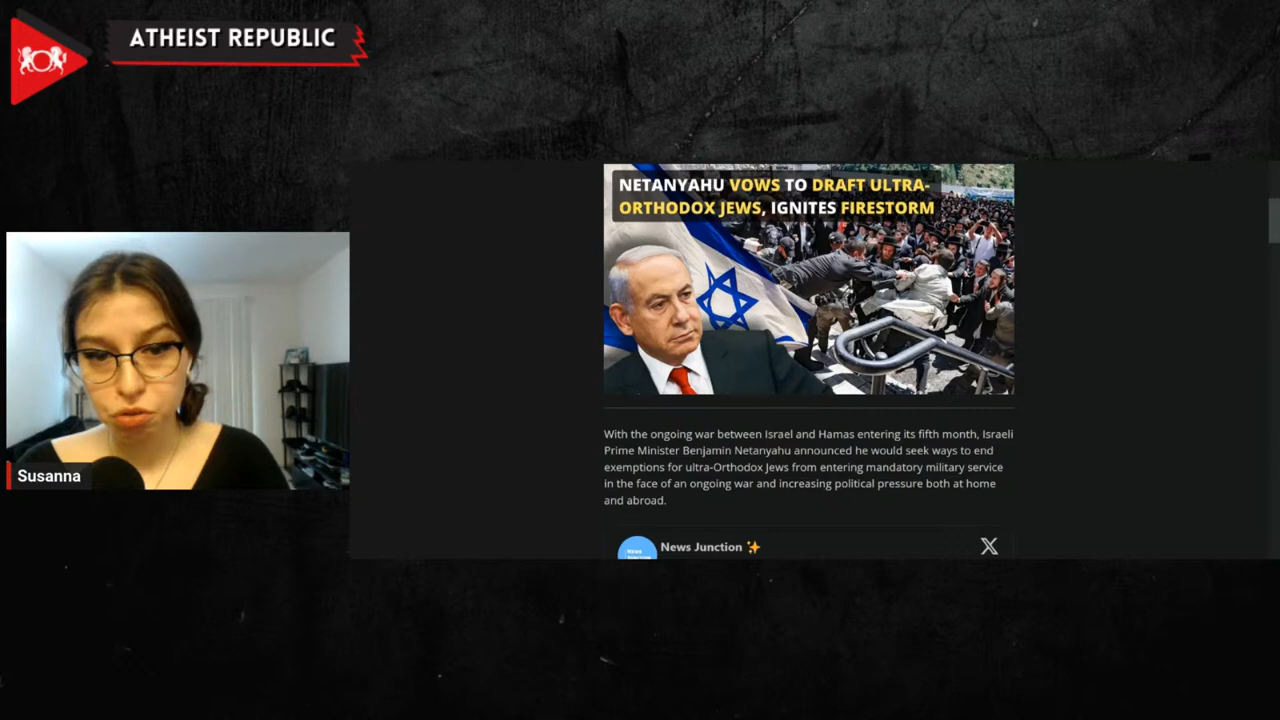 ATHEIST REPUBLIC
NETANYAHU VOWS TO DRAFT ULTRA-
ORTHODOX JEWS, IGNITES FIRESTORM
With the ongoing war between Israel and Hamas entering its fifth month, Israeli
Prime Minister Benjamin Netanyahu announced he would seek ways to end
exemptions for ultra-Orthodox Jews from entering mandatory military service
in the face of an ongoing war and increasing political pressure both at home
and abroad.
Susanna
News Junction ✨